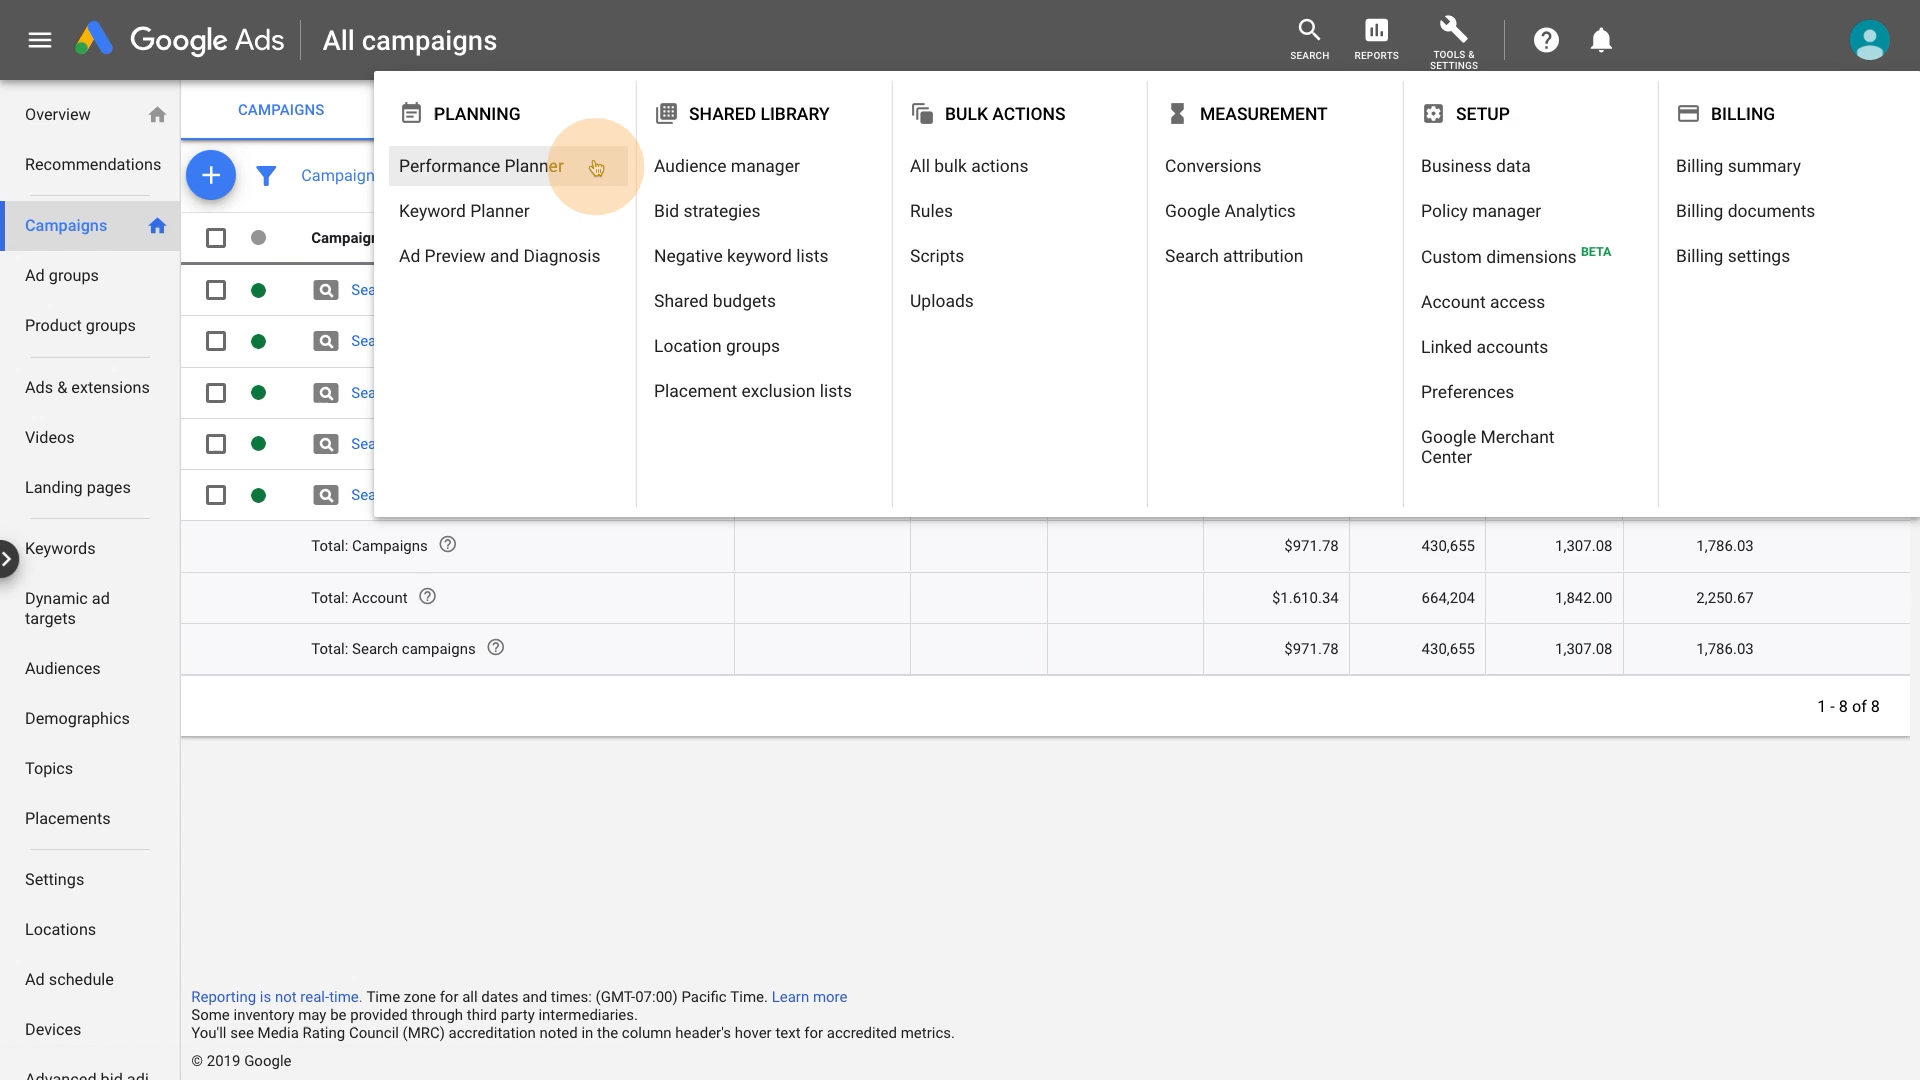 Google Ads
All campaigns
SEARCH
REPORTS
TOOLS &
SETTINGS
Overview
Recommendations
Campaigns
Ad groups
Product groups
Ads & extensions
Videos
Landing pages
Keywords
Dynamic ad
targets
Audiences
Demographics
Topics
Placements
Settings
Locations
Ad schedule
Devices
CAMPAIGNS
Campaign
Campaign
Sea
Sea
Sea
Sea
Sea
PLANNING
Performance Planner
Keyword Planner
Ad Preview and Diagnosis
SHARED LIBRARY
Audience manager
Bid strategies
Negative keyword lists
Shared budgets
Location groups
Placement exclusion lists
BULK ACTIONS
All bulk actions
Rules
Scripts
Uploads
MEASUREMENT
Conversions
Google Analytics
Search attribution
SETUP
Business data
Policy manager
Custom dimensions BETA
Account access
Linked accounts
Preferences
Google Merchant
Center
BILLING
Billing summary
Billing documents
Billing settings
Total: Campaigns $971.78 430,655 1,307.08 1,786.03
Total: Account $1.610.34 664,204 1,842.00 2,250.67
Total: Search campaigns $971.78 430,655 1,307.08 1,786.03
1 - 8 of 8
Reporting is not real-time. Time zone for all dates and times: (GMT-07:00) Pacific Time. Learn more
Some inventory may be provided through third party intermediaries.
You'll see Media Rating Council (MRC) accreditation noted in the column header's hover text for accredited metrics.
© 2019 Google